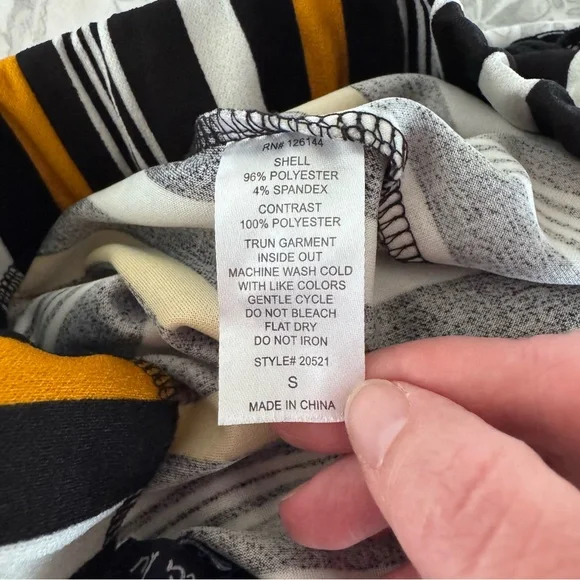 RN# 126144
SHELL
96% POLYESTER
4% SPANDEX
CONTRAST
100% POLYESTER
TRUN GARMENT
INSIDE OUT
MACHINE WASH COLD
WITH LIKE COLORS
GENTLE CYCLE
DO NOT BLEACH
FLAT DRY
DO NOT IRON
STYLE# 20521
S
MADE IN CHINA